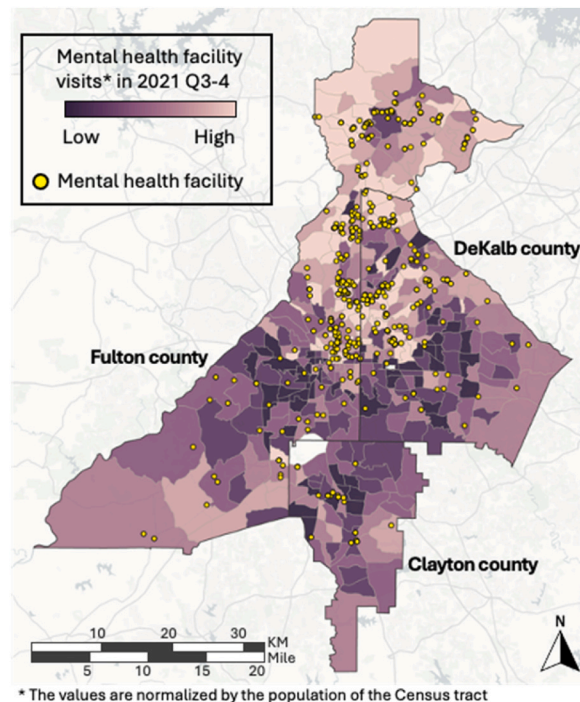 Mental health facility
visits* in 2021 Q3-4
Low High
Mental health facility
DeKalb county
Fulton county
Clayton county
10 20 30 KM
Mile
5 10 15 20
N
* The values are normalized by the population of the Census tract